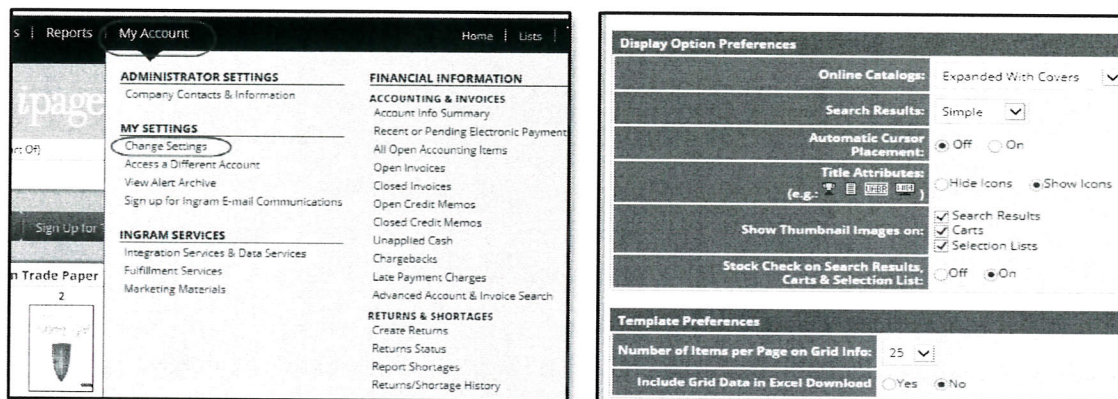 s | Reports | My Account
Home | Lists |
ipage
rt Of)
Sign Up for
n Trade Paper
2
ADMINISTRATOR SETTINGS
Company Contacts & Information
MY SETTINGS
Change Settings
Access a Different Account
View Alert Archive
Sign up for Ingram E-mail Communications
INGRAM SERVICES
Integration Services & Data Services
Fulfillment Services
Marketing Materials
FINANCIAL INFORMATION
ACCOUNTING & INVOICES
Account Info Summary
Recent or Pending Electronic Payment
All Open Accounting Items
Open Invoices
Closed Invoices
Open Credit Memos
Closed Credit Memos
Unapplied Cash
Chargebacks
Late Payment Charges
Advanced Account & Invoice Search
RETURNS & SHORTAGES
Create Returns
Returns Status
Report Shortages
Returns/Shortage History
Display Option Preferences
Online Catalogs: Expanded With Covers
Search Results: Simple
Automatic Cursor
Placement: Off On
Title Attributes:
(e.g.: ) Hide Icons Show Icons
Show Thumbnail Images on: Search Results
Carts
Selection Lists
Stock Check on Search Results,
Carts & Selection List: Off On
Template Preferences
Number of Items per Page on Grid Info: 25
Include Grid Data in Excel Download Yes No